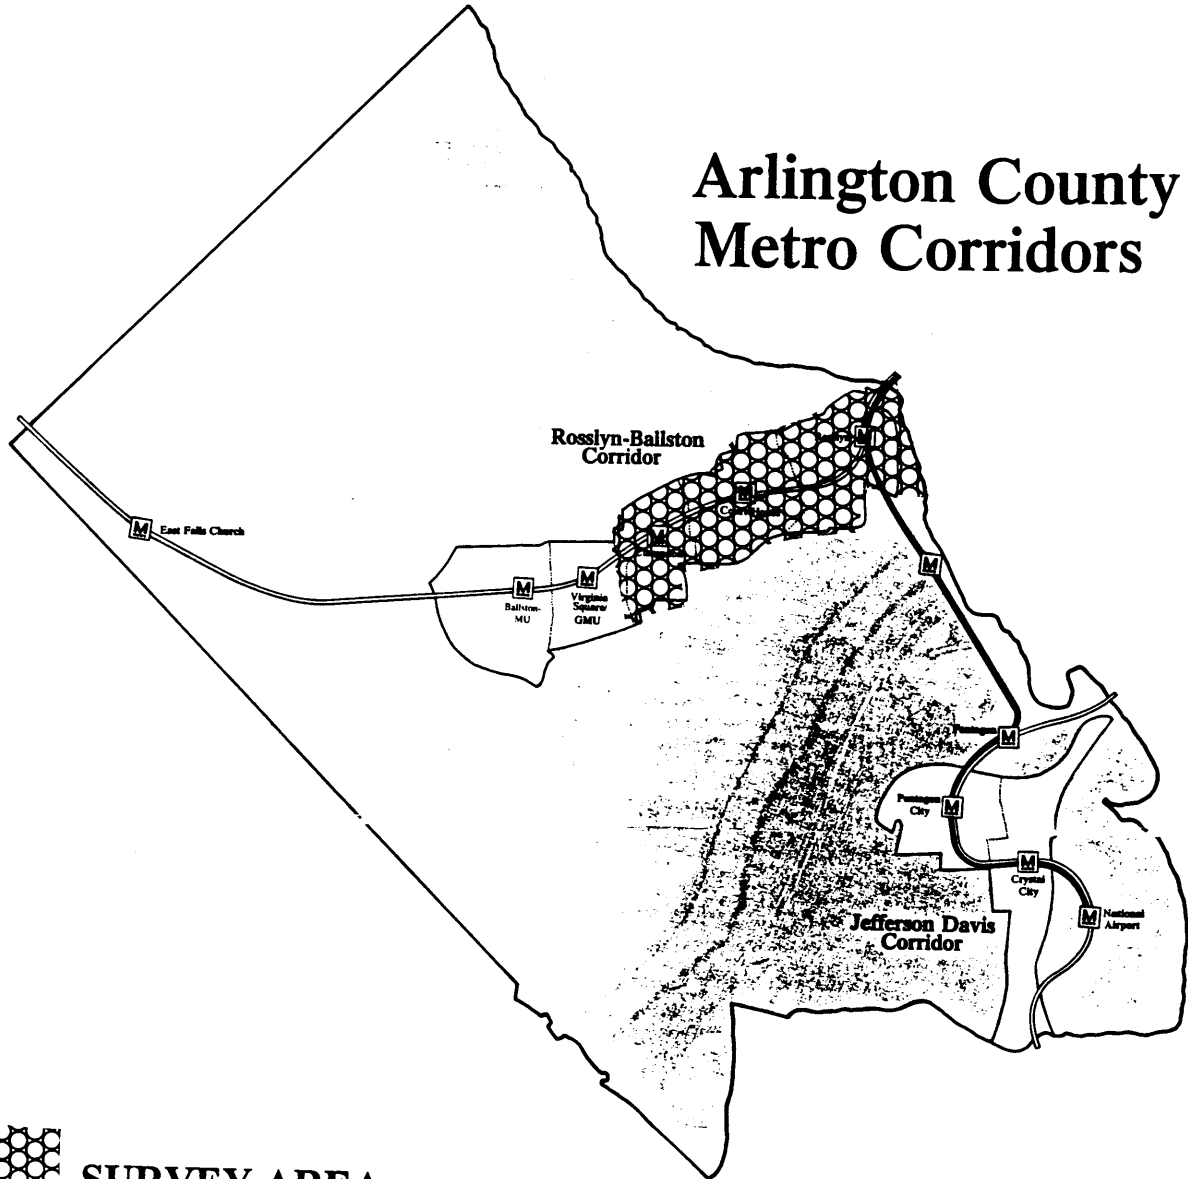 Arlington County
Metro Corridors
Rosslyn-Ballston
Corridor
M
M
M
East Falls Church
M
M
M
Ballston-
MU
Virginia
Square/
GMU
M
Pentagon
M
Pentagon
City
M
M
Crystal
City
M
National
Airport
Jefferson Davis
Corridor
SURVEY AREA